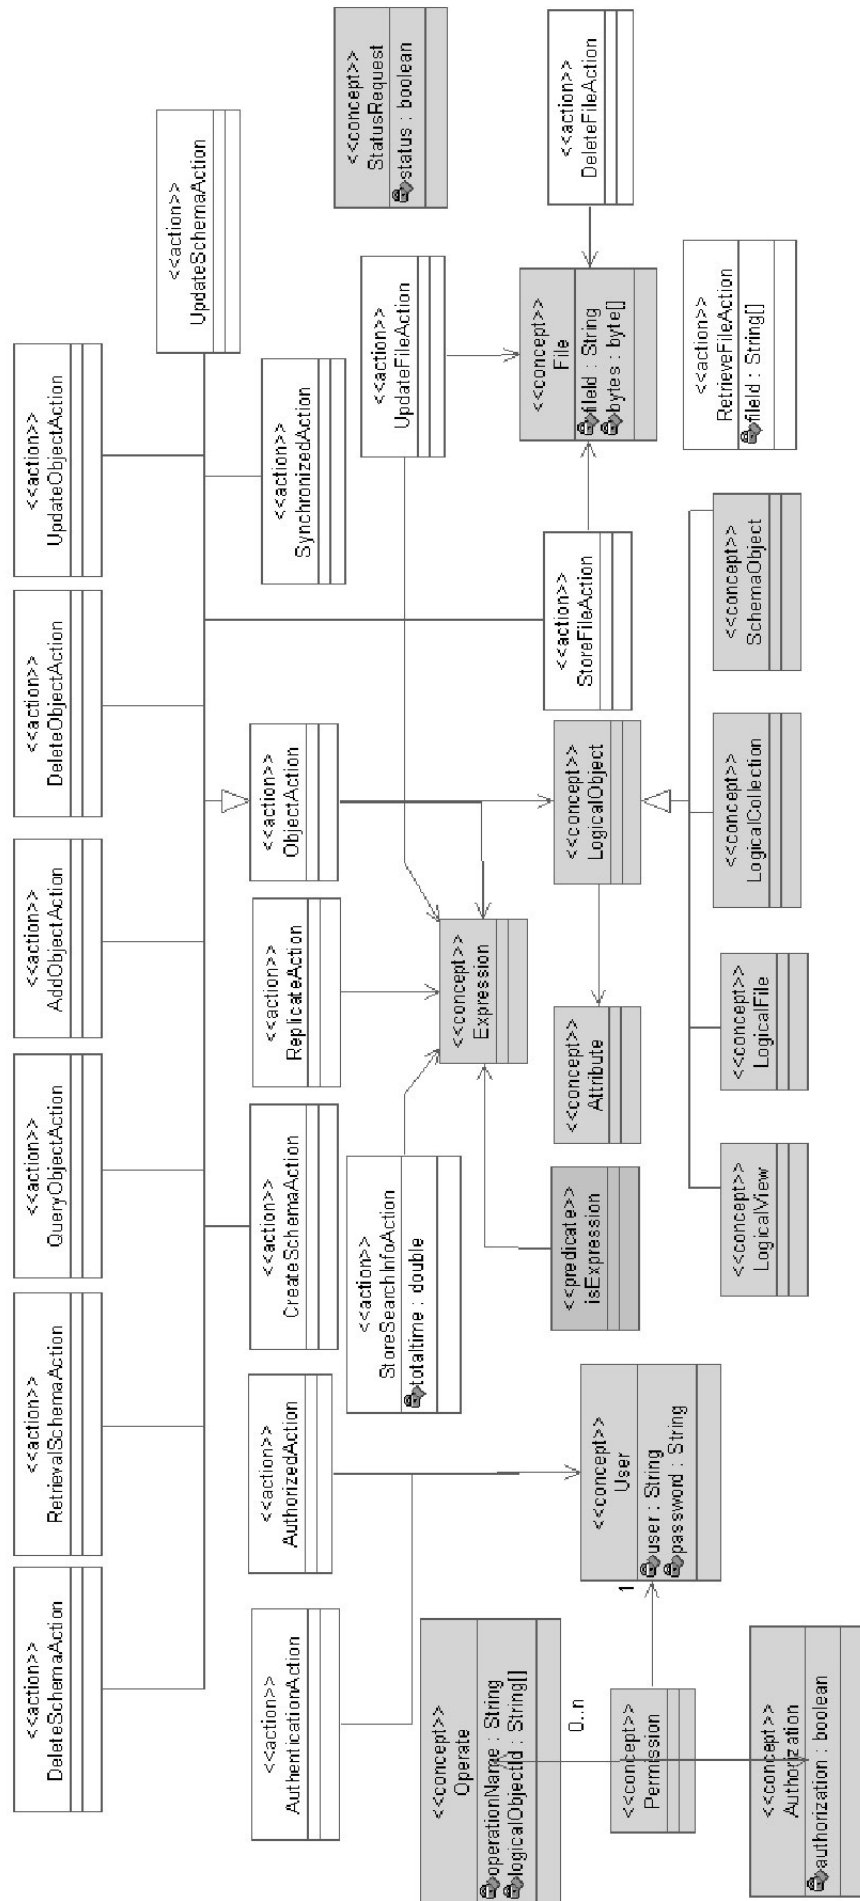 <<action>>
DeleteSchemaAction
<<action>>
RetrievalSchemaAction
<<action>>
QueryObjectAction
<<action>>
AddObjectAction
<<action>>
DeleteObjectAction
<<action>>
UpdateObjectAction
<<action>>
UpdateSchemaAction
<<action>>
AuthenticationAction
<<action>>
AuthorizedAction
<<action>>
CreateSchemaAction
<<action>>
ReplicateAction
<<action>>
ObjectAction
<<action>>
SynchronizedAction
<<action>>
StoreSearchInfoAction
totaltime : double
<<action>>
UpdateFileAction
<<concept>>
StatusRequest
status : boolean
<<concept>>
Operate
operationName : String
logicalObjectId : String[]
<<concept>>
Expression
<<concept>>
File
fileId : String
bytes : byte[]
<<action>>
DeleteFileAction
0..n
1
<<concept>>
User
user : String
password : String
<<predicate>>
isExpression
<<concept>>
Attribute
<<concept>>
LogicalObject
<<action>>
StoreFileAction
<<concept>>
Permission
<<action>>
RetrieveFileAction
fileId : String[]
<<concept>>
Authorization
authorization : boolean
<<concept>>
LogicalView
<<concept>>
LogicalFile
<<concept>>
LogicalCollection
<<concept>>
SchemaObject